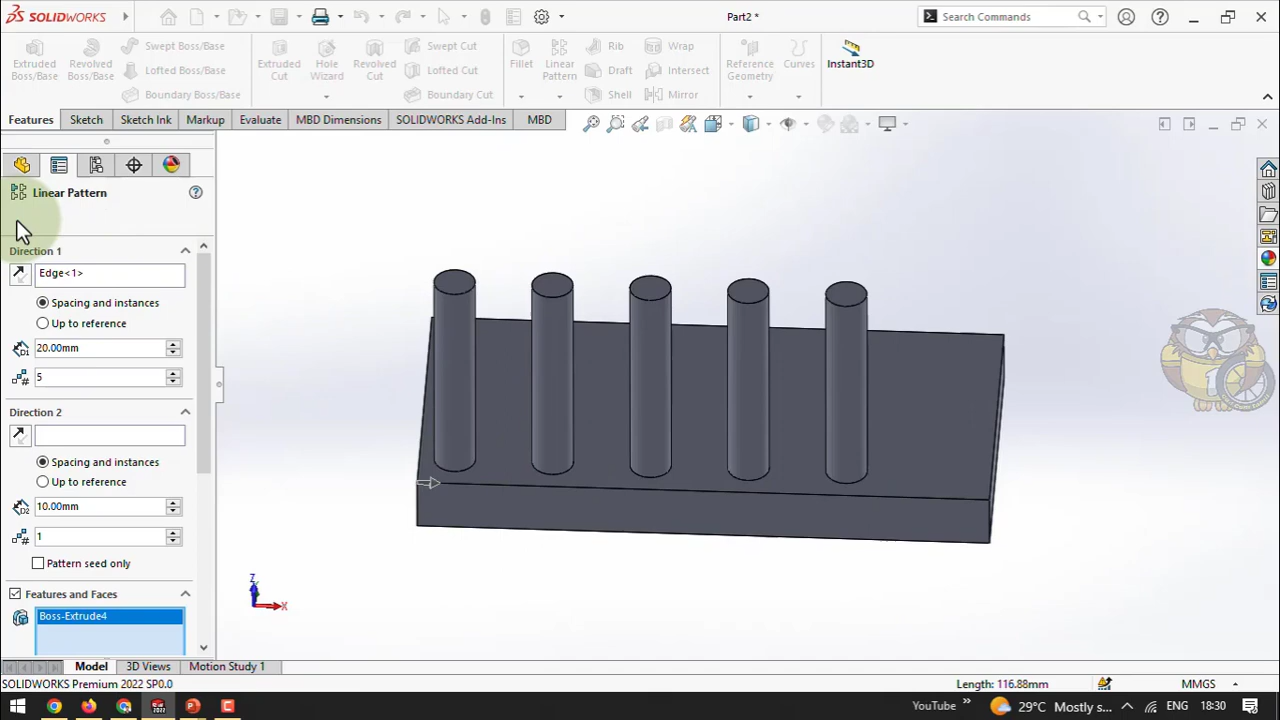 SOLIDWORKS
Part2 *
Search Commands
Extruded Boss/Base
Revolved Boss/Base
Swept Boss/Base
Lofted Boss/Base
Boundary Boss/Base
Extruded Cut
Hole Wizard
Revolved Cut
Swept Cut
Lofted Cut
Boundary Cut
Fillet
Linear Pattern
Rib
Draft
Shell
Wrap
Intersect
Mirror
Reference Geometry
Curves
Instant3D
Features
Sketch
Sketch Ink
Markup
Evaluate
MBD Dimensions
SOLIDWORKS Add-Ins
MBD
Linear Pattern
Direction 1
Edge<1>
Spacing and instances
Up to reference
D1
20.00mm
#
5
Direction 2
Spacing and instances
Up to reference
D2
10.00mm
#
1
Pattern seed only
Features and Faces
Boss-Extrude4
Z
X
1
Model
3D Views
Motion Study 1
SOLIDWORKS Premium 2022 SP0.0
Length: 116.88mm
MMGS
2022
YouTube
»
29°C Mostly s...
ENG
18:30